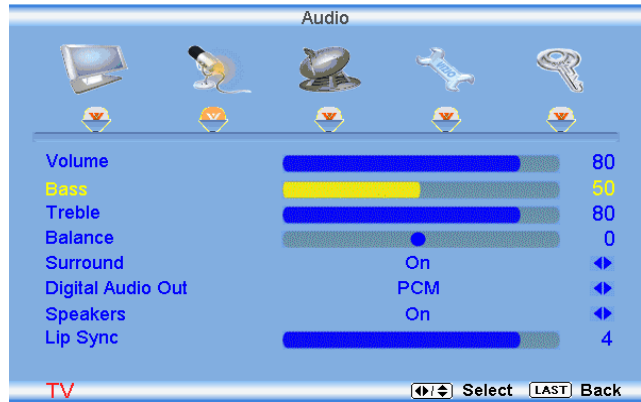 Audio
Volume 80
Bass 50
Treble 80
Balance 0
Surround On
Digital Audio Out PCM
Speakers On
Lip Sync 4
TV Select LAST Back